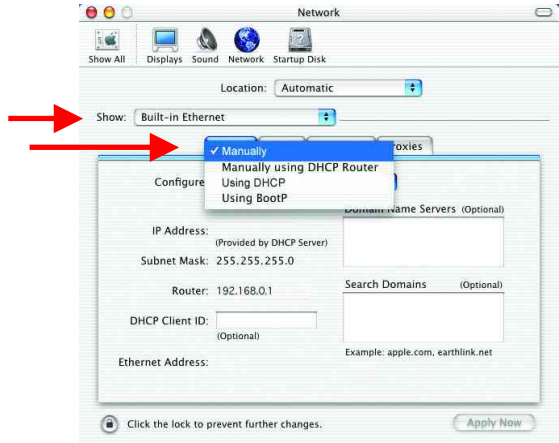 Network
Show All Displays Sound Network Startup Disk
Location: Automatic
Show: Built-in Ethernet
✓ Manually
Manually using DHCP Router
Using DHCP
Using BootP
Configure
Domain Name Servers (Optional)
IP Address:
(Provided by DHCP Server)
Subnet Mask: 255.255.255.0
Router: 192.168.0.1
Search Domains (Optional)
DHCP Client ID:
(Optional)
Example: apple.com, earthlink.net
Ethernet Address:
Click the lock to prevent further changes.
Apply Now